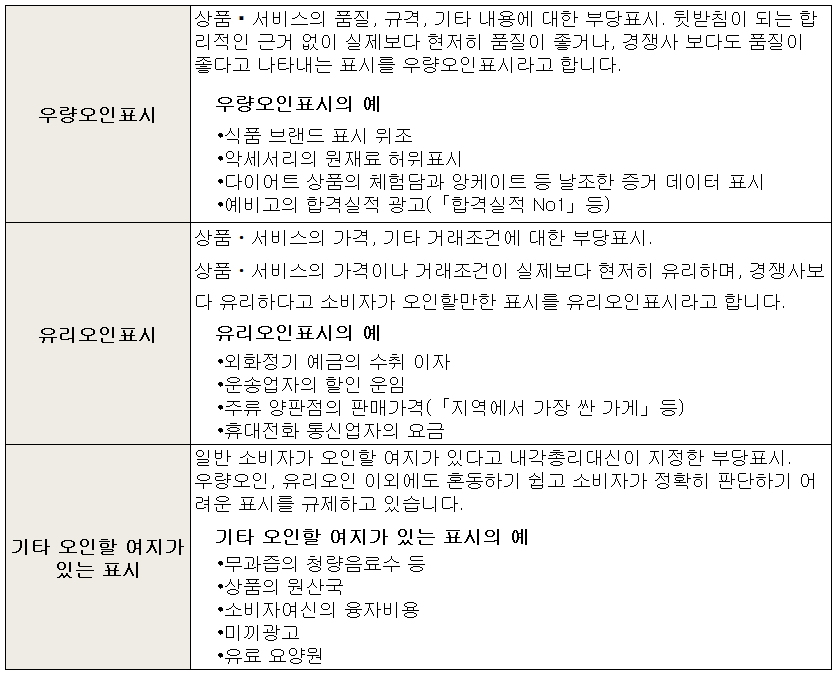 우량오인표시
상품・서비스의 품질, 규격, 기타 내용에 대한 부당표시. 뒷받침이 되는 합
리적인 근거 없이 실제보다 현저히 품질이 좋거나, 경쟁사 보다도 품질이
좋다고 나타내는 표시를 우량오인표시라고 합니다.
우량오인표시의 예
•식품 브랜드 표시 위조
•악세서리의 원재료 허위표시
•다이어트 상품의 체험담과 앙케이트 등 날조한 증거 데이터 표시
•예비고의 합격실적 광고(「합격실적 No1」등)
유리오인표시
상품・서비스의 가격, 기타 거래조건에 대한 부당표시.
상품・서비스의 가격이나 거래조건이 실제보다 현저히 유리하며, 경쟁사보
다 유리하다고 소비자가 오인할만한 표시를 유리오인표시라고 합니다.
유리오인표시의 예
•외화정기 예금의 수취 이자
•운송업자의 할인 운임
•주류 양판점의 판매가격(「지역에서 가장 싼 가게」등)
•휴대전화 통신업자의 요금
기타 오인할 여지가
있는 표시
일반 소비자가 오인할 여지가 있다고 내각총리대신이 지정한 부당표시.
우량오인, 유리오인 이외에도 혼동하기 쉽고 소비자가 정확히 판단하기 어
려운 표시를 규제하고 있습니다.
기타 오인할 여지가 있는 표시의 예
•무과즙의 청량음료수 등
•상품의 원산국
•소비자여신의 융자비용
•미끼광고
•유료 요양원